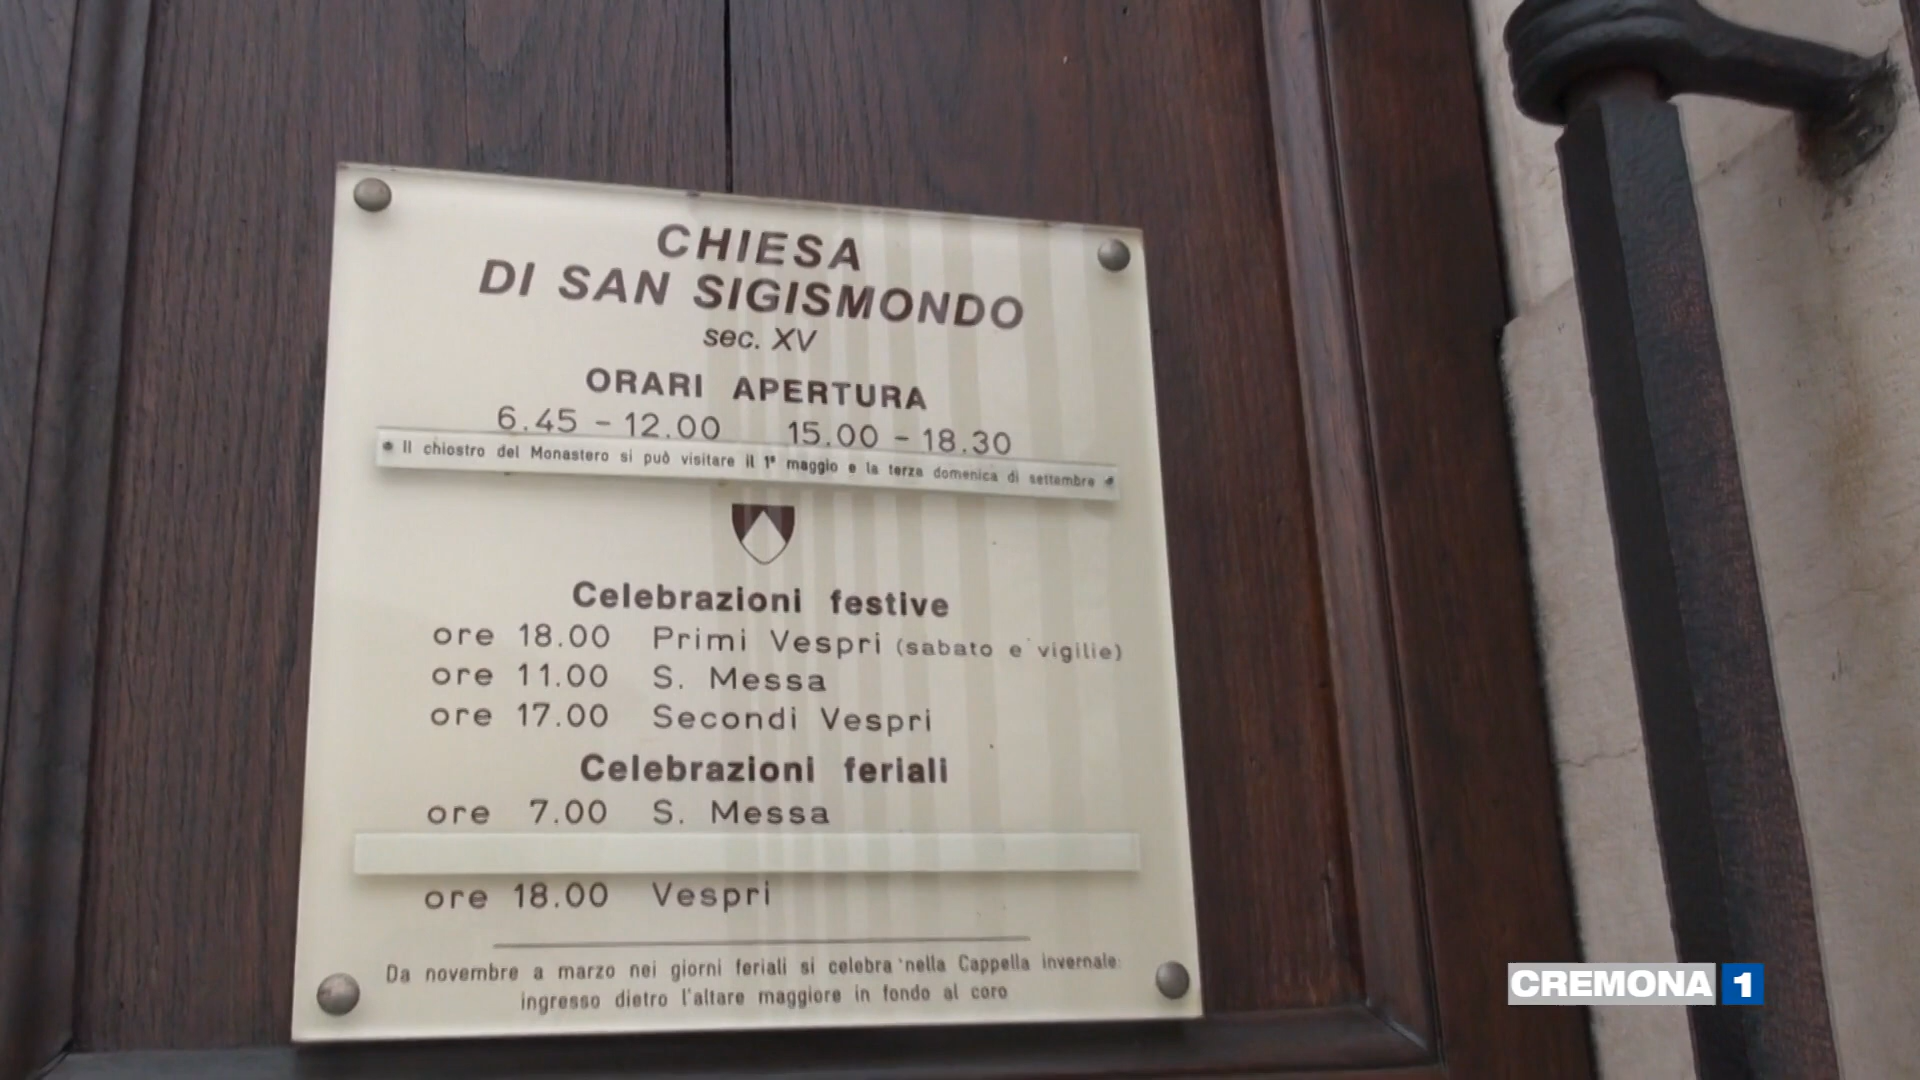 CHIESA
DI SAN SIGISMONDO
sec. XV
ORARI APERTURA
6.45 - 12.00 15.00 - 18.30
Il chiostro del Monastero si può visitare il 1° maggio e la terza domenica di settembre
Celebrazioni festive
ore 18.00 Primi Vespri (sabato e vigilie)
ore 11.00 S. Messa
ore 17.00 Secondi Vespri
Celebrazioni feriali
ore 7.00 S. Messa
ore 18.00 Vespri
Da novembre a marzo nei giorni feriali si celebra nella Cappella invernale:
ingresso dietro l'altare maggiore in fondo al coro
CREMONA 1